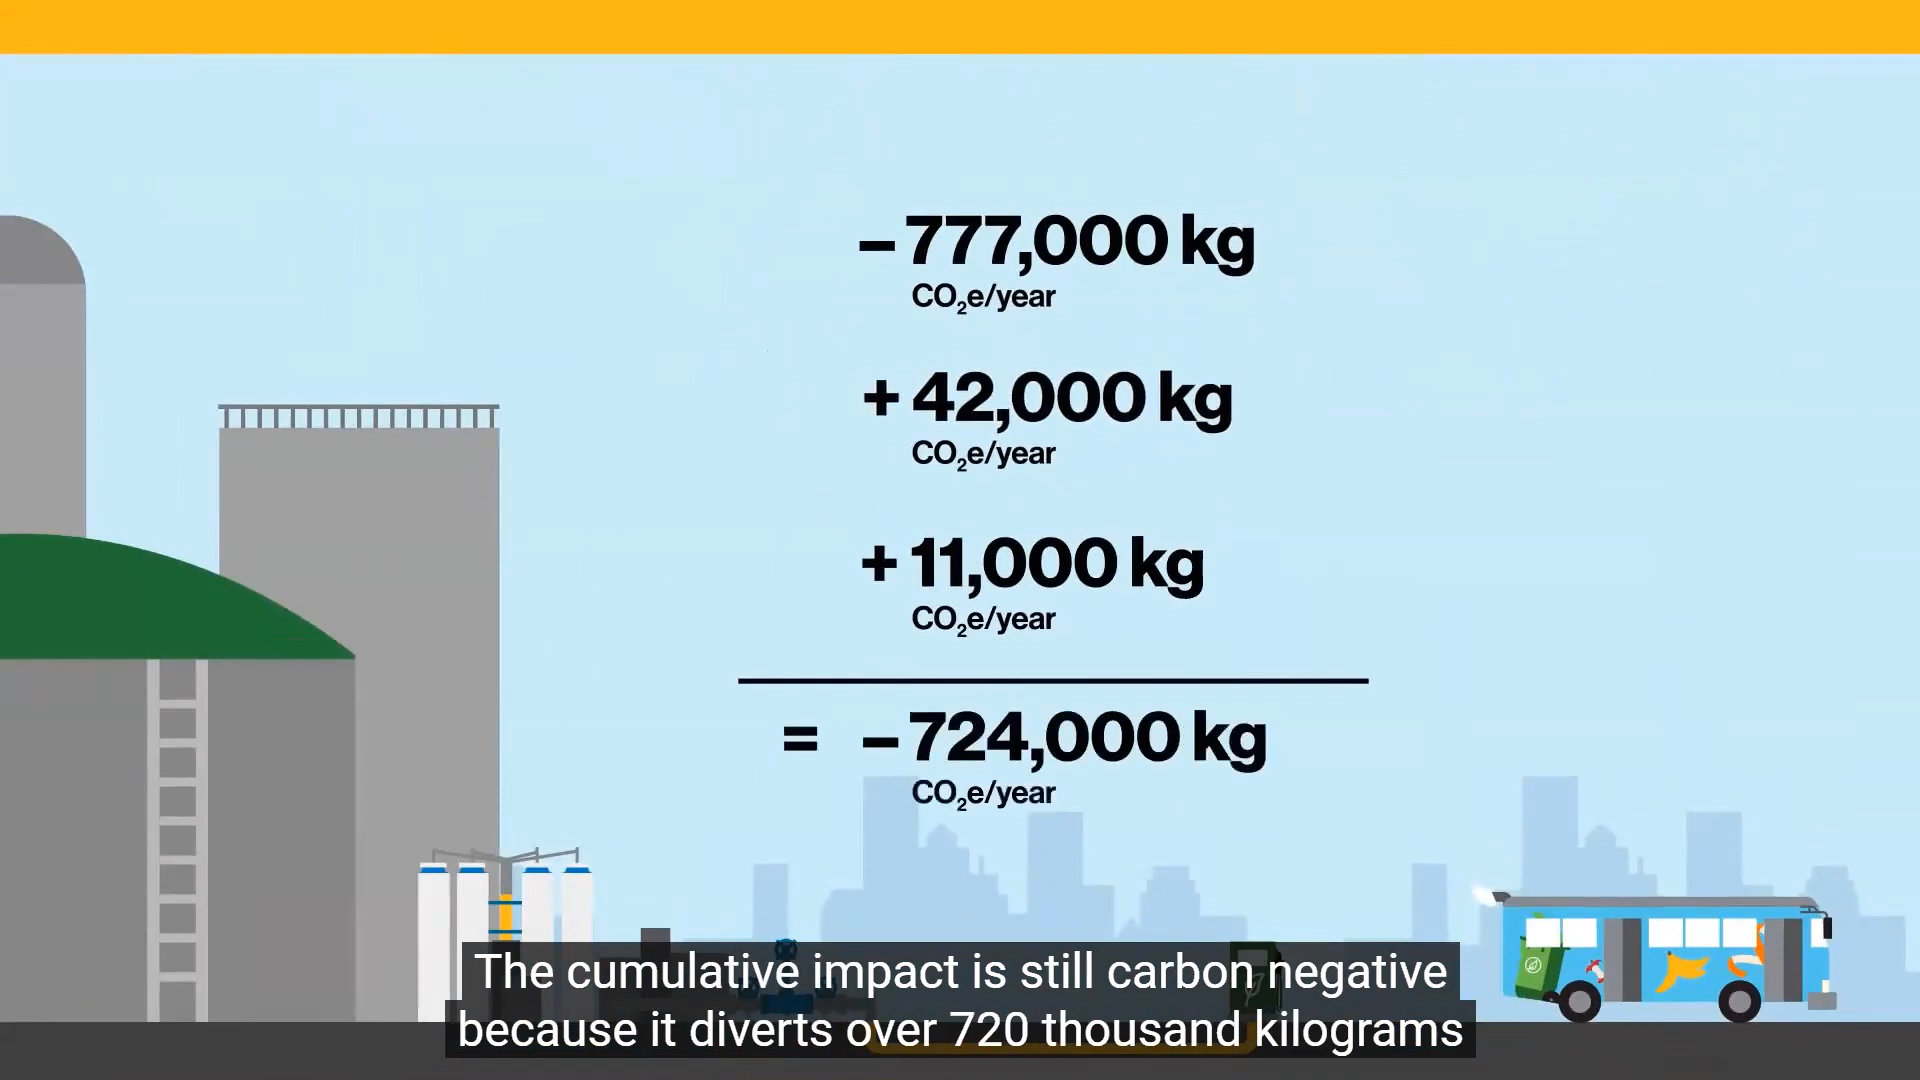 – 777,000 kg
CO₂e/year
+ 42,000 kg
CO₂e/year
+ 11,000 kg
CO₂e/year
= – 724,000 kg
CO₂e/year
The cumulative impact is still carbon negative
because it diverts over 720 thousand kilograms